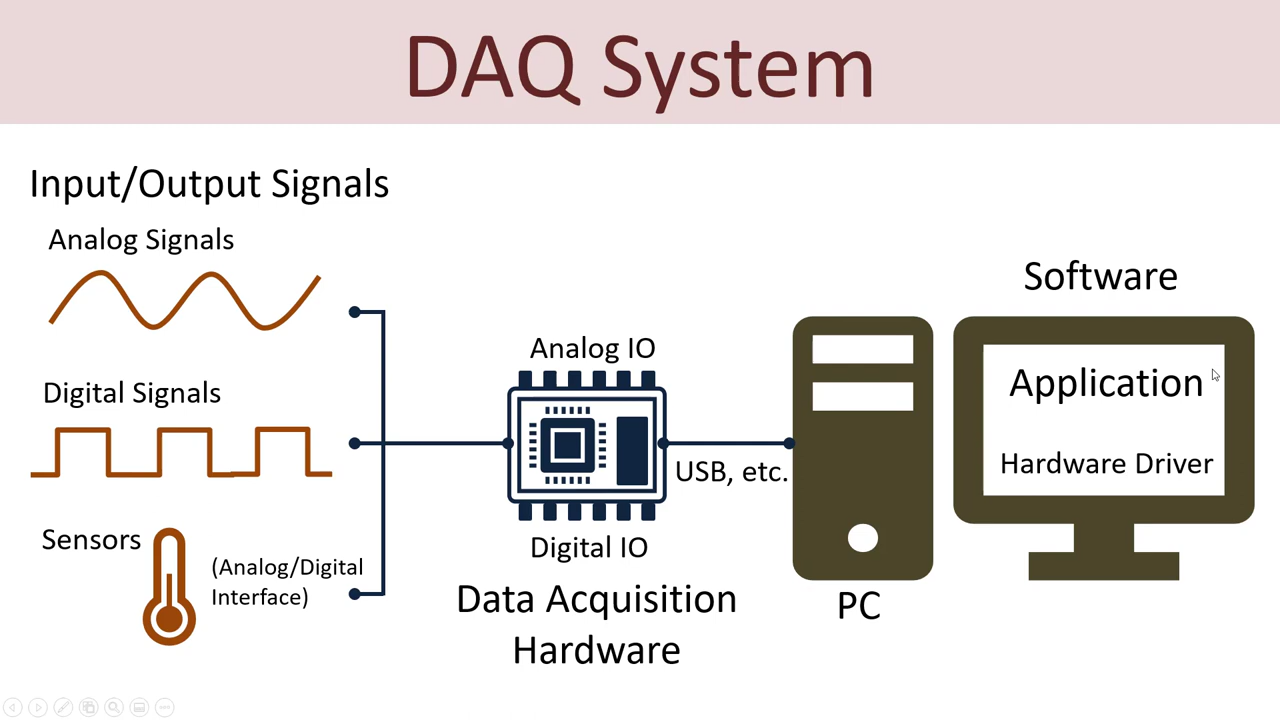 DAQ System
Input/Output Signals
Analog Signals
Digital Signals
Sensors
(Analog/Digital
Interface)
Analog IO
Digital IO
Data Acquisition
Hardware
USB, etc.
PC
Software
Application
Hardware Driver